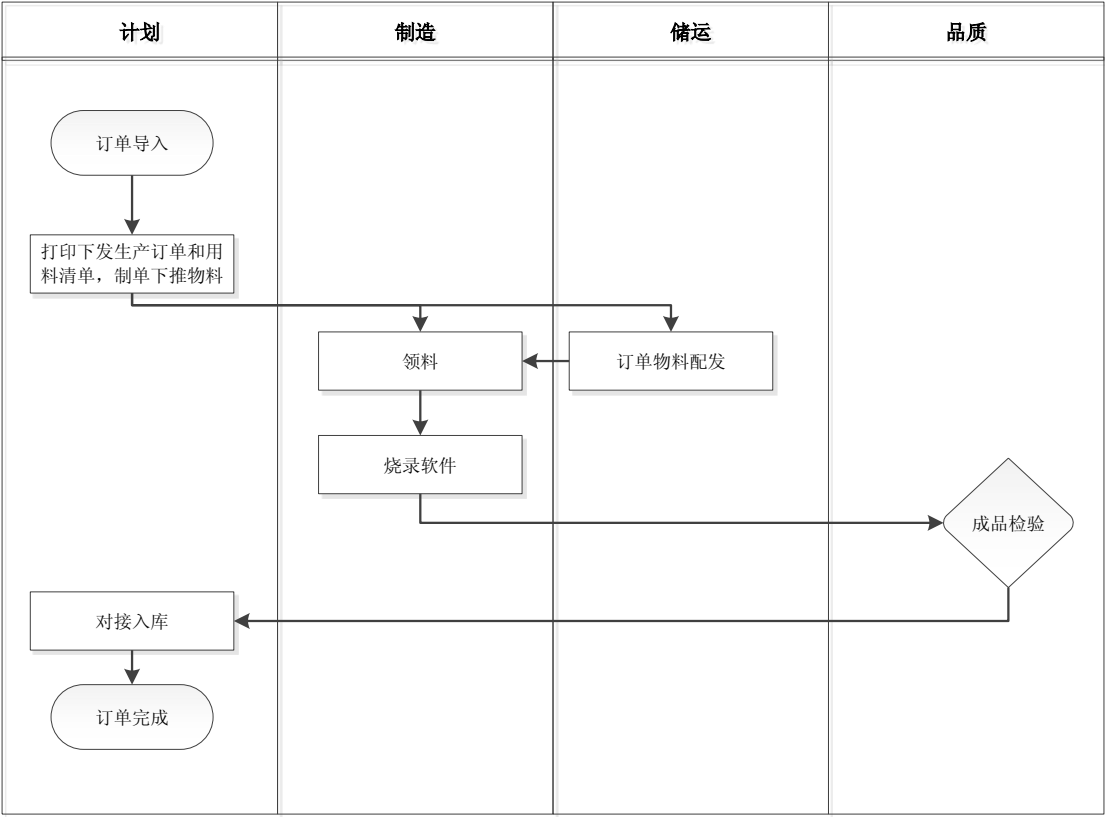 计划
制造
储运
品质
订单导入
打印下发生产订单和用
料清单，制单下推物料
领料
订单物料配发
烧录软件
成品检验
对接入库
订单完成